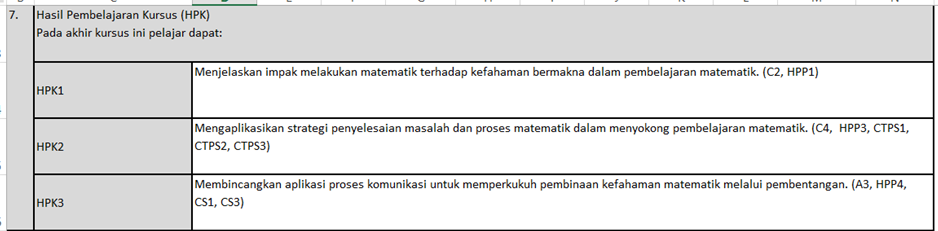 7. Hasil Pembelajaran Kursus (HPK)
Pada akhir kursus ini pelajar dapat:
HPK1
Menjelaskan impak melakukan matematik terhadap kefahaman bermakna dalam pembelajaran matematik. (C2, HPP1)
HPK2
Mengaplikasikan strategi penyelesaian masalah dan proses matematik dalam menyokong pembelajaran matematik. (C4, HPP3, CTPS1,
CTPS2, CTPS3)
HPK3
Membincangkan aplikasi proses komunikasi untuk memperkukuh pembinaan kefahaman matematik melalui pembentangan. (A3, HPP4,
CS1, CS3)